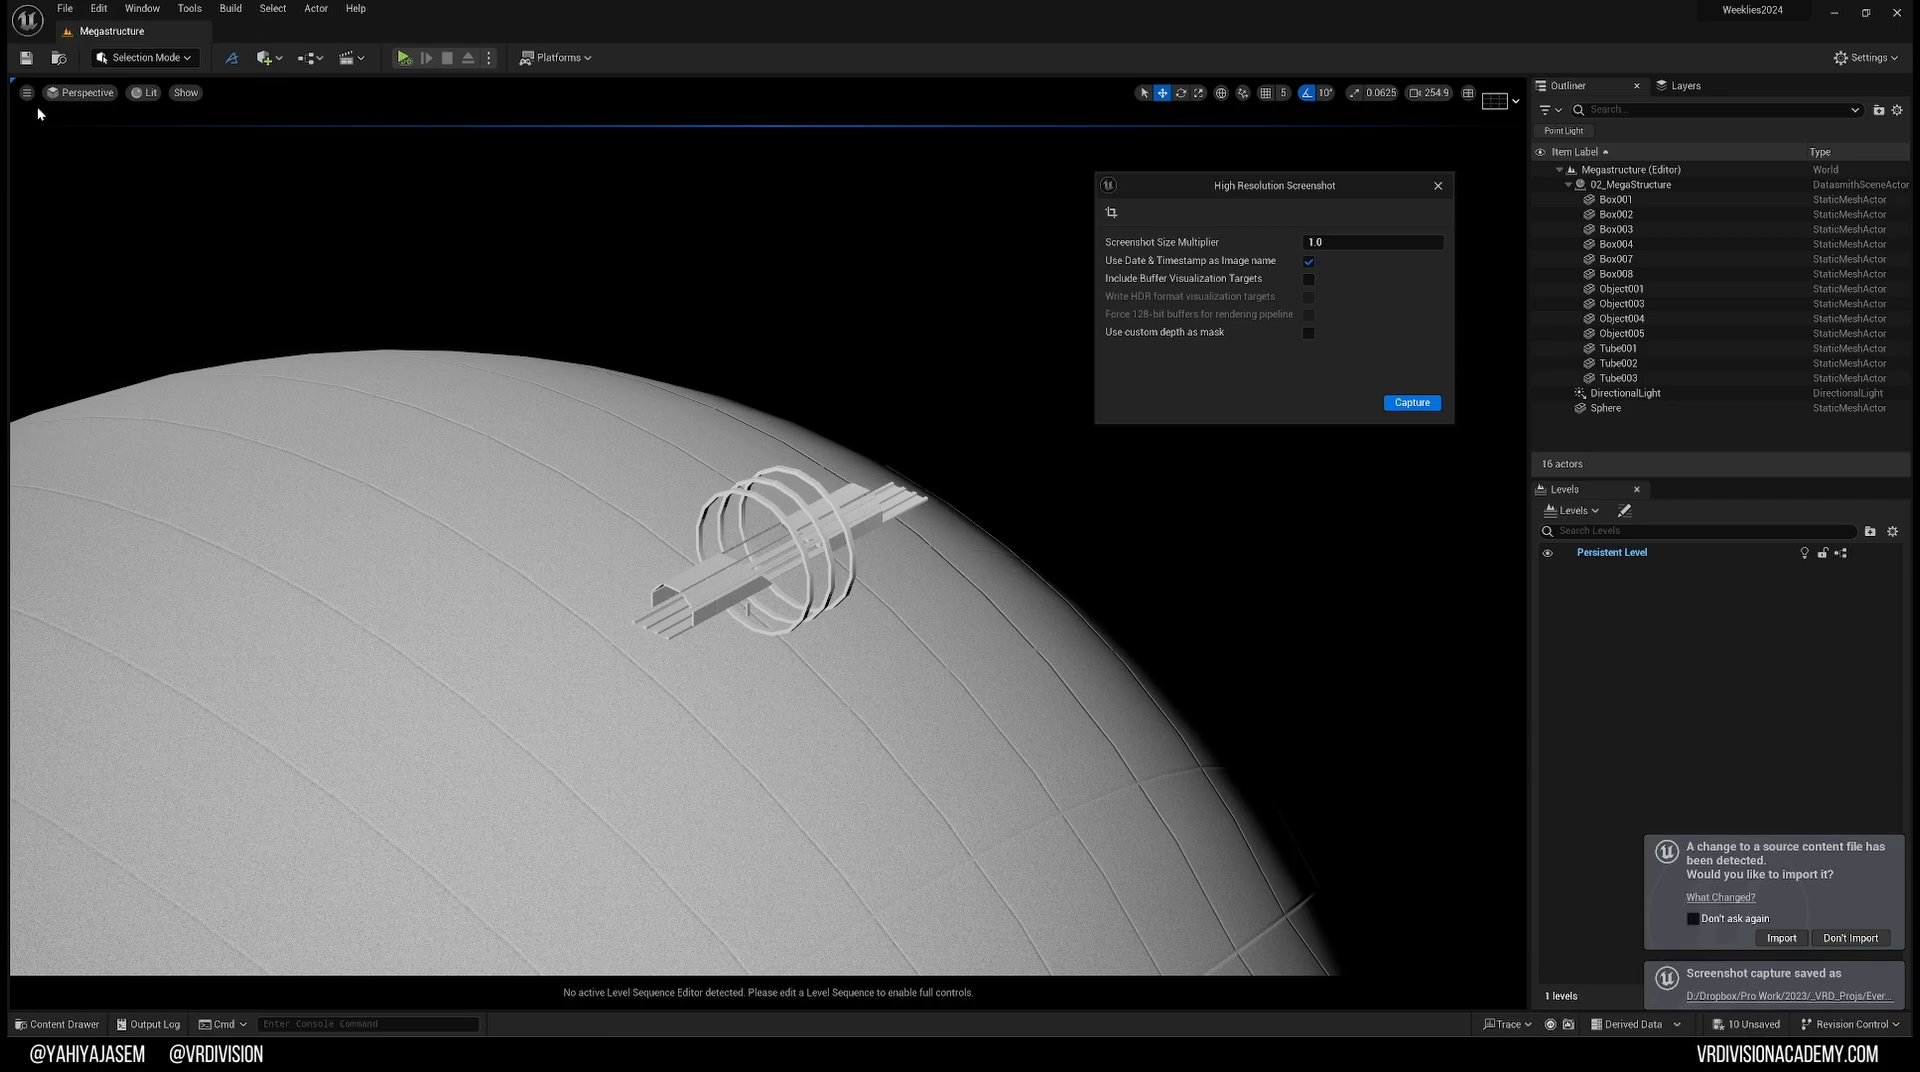 File Edit Window Tools Build Select Actor Help
Weeklies2024
Megastructure
Selection Mode
Platforms
Settings
Perspective Lit Show
5 10° 0.0625 254.9
Outliner Layers
Search...
Point Light
Item Label Type
Megastructure (Editor) World
02_MegaStructure DatasmithSceneActor
Box001 StaticMeshActor
Box002 StaticMeshActor
Box003 StaticMeshActor
Box004 StaticMeshActor
Box007 StaticMeshActor
Box008 StaticMeshActor
Object001 StaticMeshActor
Object003 StaticMeshActor
Object004 StaticMeshActor
Object005 StaticMeshActor
Tube001 StaticMeshActor
Tube002 StaticMeshActor
Tube003 StaticMeshActor
DirectionalLight DirectionalLight
Sphere StaticMeshActor
16 actors
High Resolution Screenshot
Screenshot Size Multiplier 1.0
Use Date & Timestamp as Image name
Include Buffer Visualization Targets
Write HDR format visualization targets
Force 128-bit buffers for rendering pipeline
Use custom depth as mask
Capture
Levels
Levels
Search Levels
Persistent Level
A change to a source content file has
been detected.
Would you like to import it?
What Changed?
Don't ask again
Import Don't Import
Screenshot capture saved as
D:/Dropbox/Pro Work/2023/_VRD_Projs/Ever...
1 levels
No active Level Sequence Editor detected. Please edit a Level Sequence to enable full controls.
Content Drawer Output Log Cmd Enter Console Command
Trace Derived Data 10 Unsaved Revision Control
@YAHIYAJASEM @VRDIVISION
VRDIVISIONACADEMY.COM